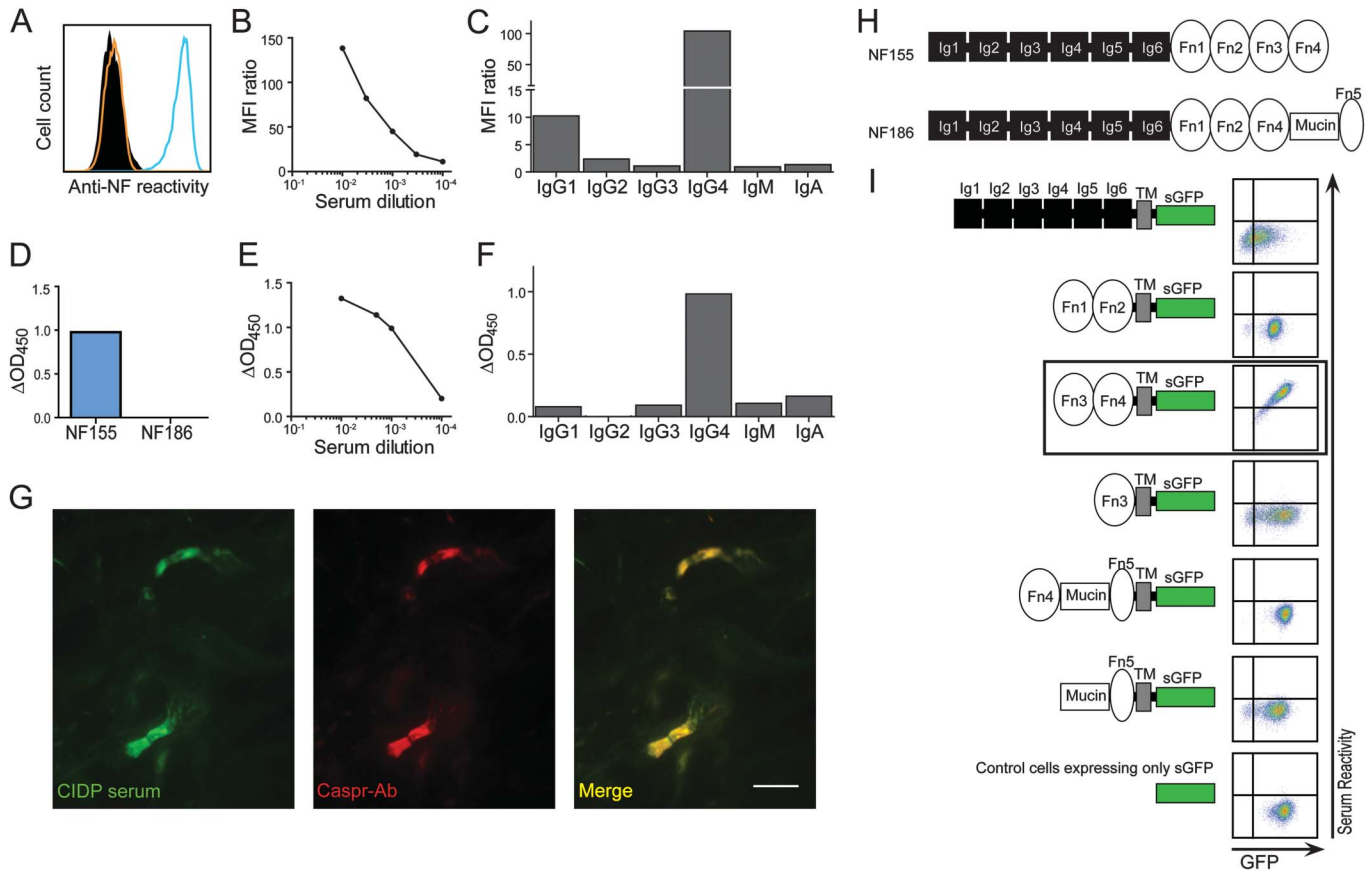 A
Cell count
Anti-NF reactivity
B
MFI ratio
150
100
50
0
10-1 10-2 10-3 10-4
Serum dilution
C
MFI ratio
100
50
15
10
5
0
IgG1 IgG2 IgG3 IgG4 IgM IgA
D
ΔOD450
1.5
1.0
0.5
0.0
NF155 NF186
E
ΔOD450
1.5
1.0
0.5
0.0
10-1 10-2 10-3 10-4
Serum dilution
F
ΔOD450
1.0
0.5
0.0
IgG1 IgG2 IgG3 IgG4 IgM IgA
G
CIDP serum
Caspr-Ab
Merge
H
NF155
Ig1 Ig2 Ig3 Ig4 Ig5 Ig6 Fn1 Fn2 Fn3 Fn4
Fn5
NF186
Ig1 Ig2 Ig3 Ig4 Ig5 Ig6 Fn1 Fn2 Fn4 Mucin
I
Ig1 Ig2 Ig3 Ig4 Ig5 Ig6 TM sGFP
TM sGFP
Fn1 Fn2
TM sGFP
Fn3 Fn4
TM sGFP
Fn3
Fn5 TM sGFP
Fn4 Mucin
Fn5
TM sGFP
Mucin
Control cells expressing only sGFP
Serum Reactivity
GFP